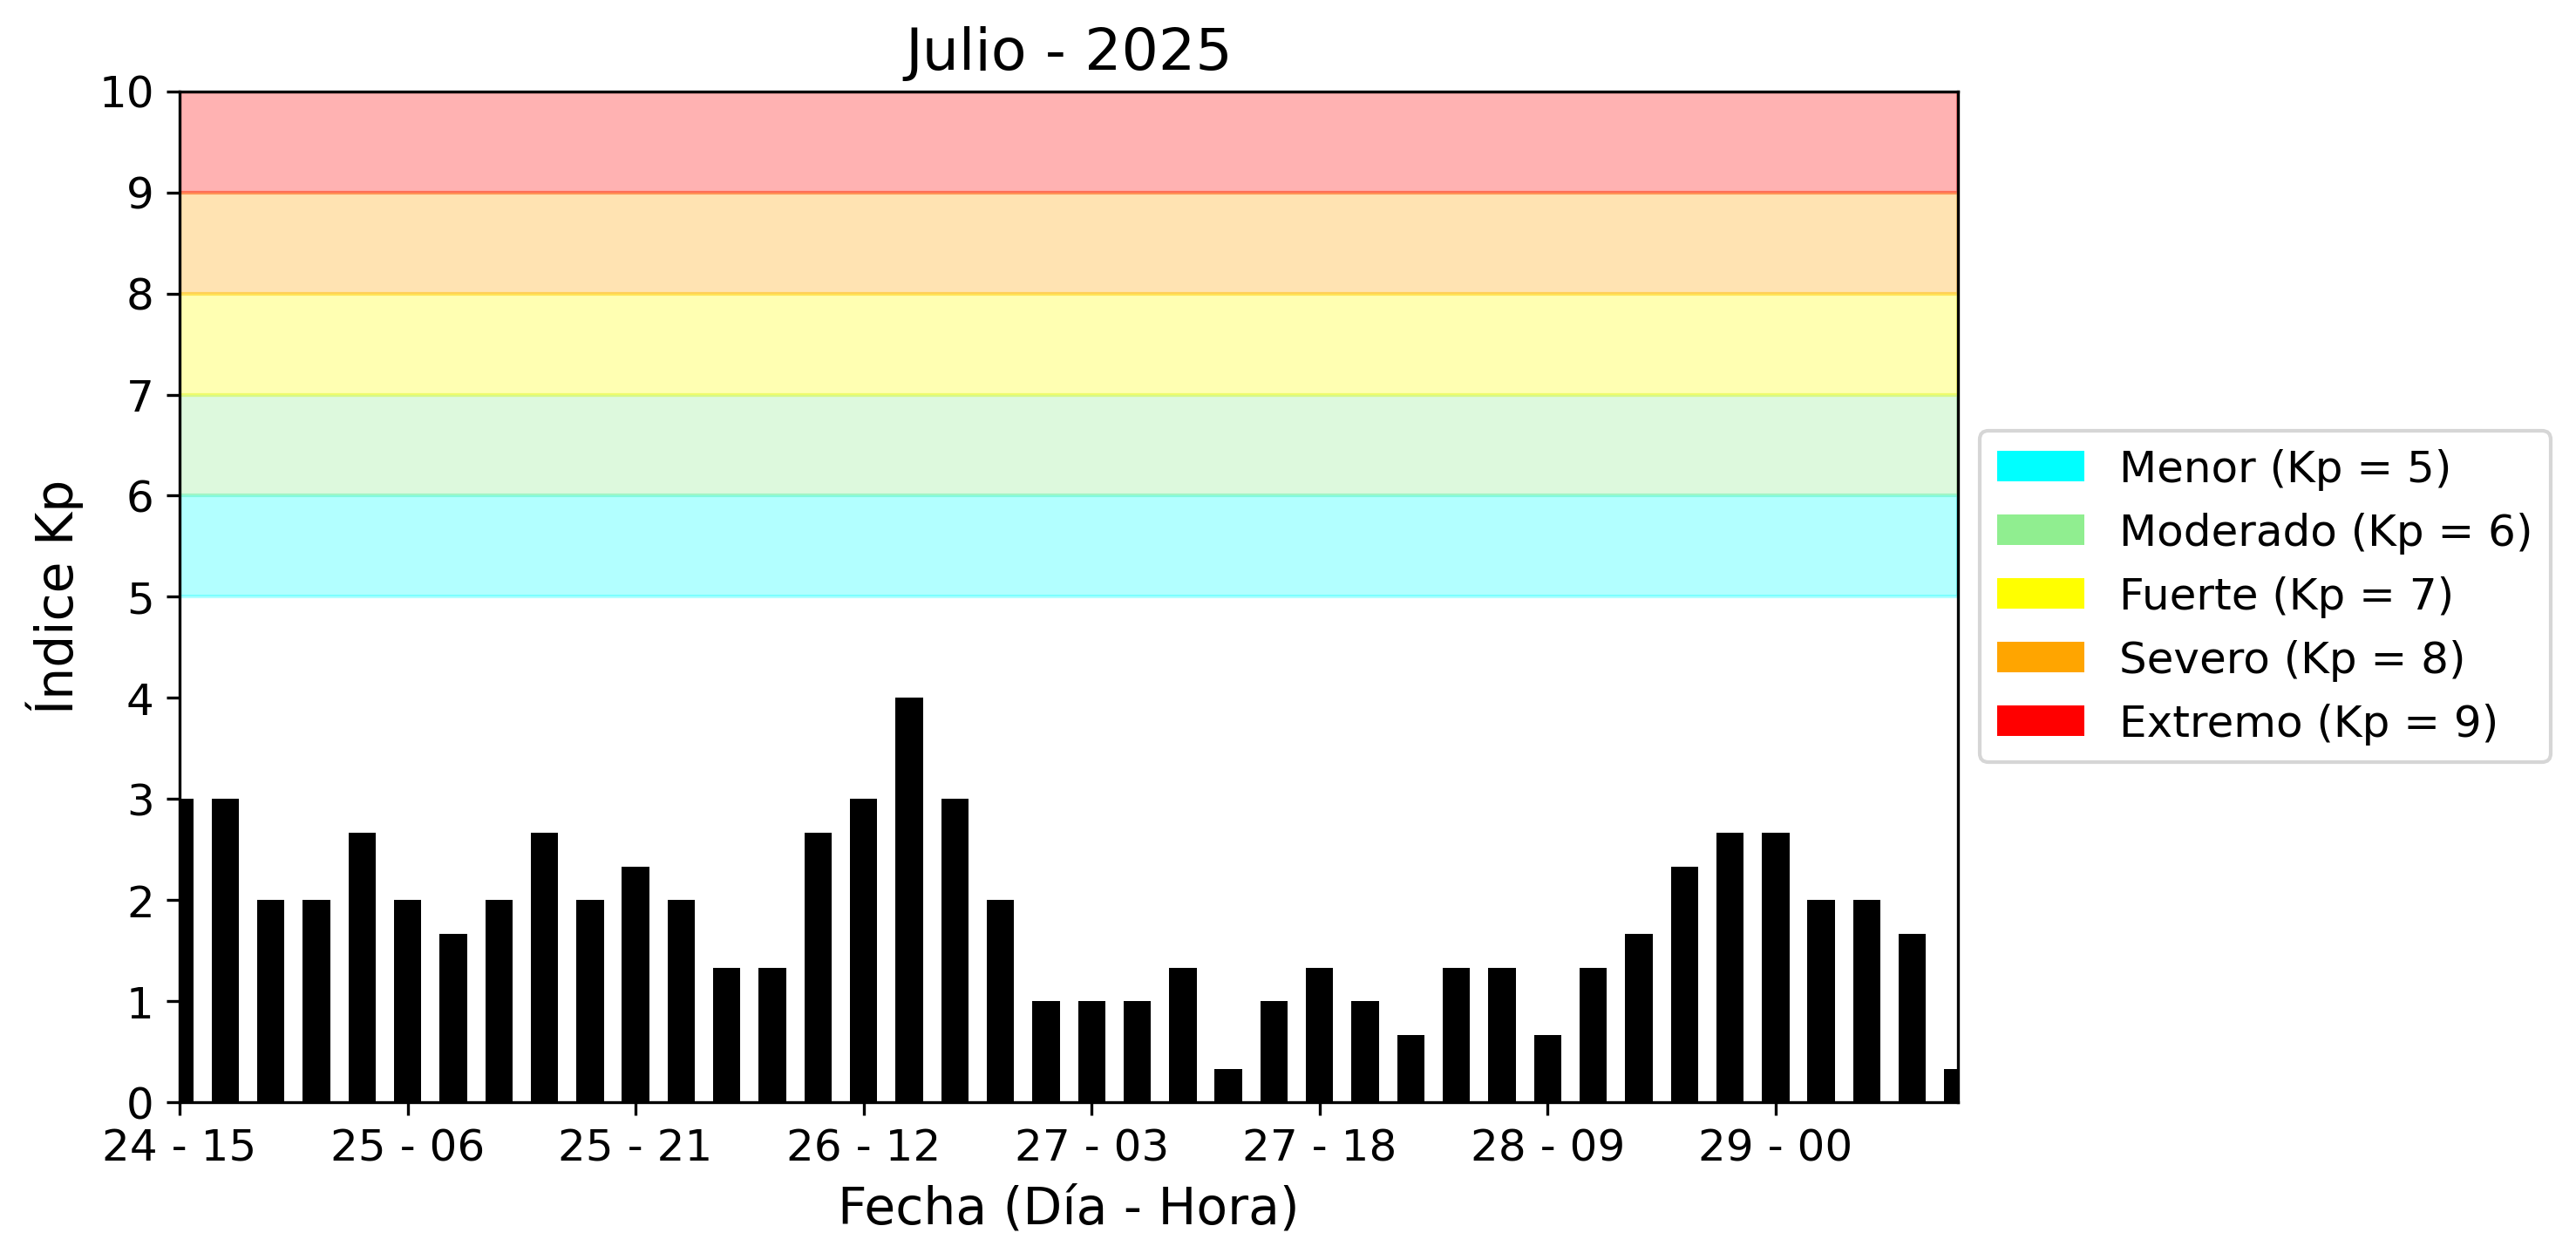 Julio - 2025
Índice Kp
10
9
8
7
6
5
4
3
2
1
0
24 - 15
25 - 06
25 - 21
26 - 12
27 - 03
27 - 18
28 - 09
29 - 00
Fecha (Día - Hora)
Menor (Kp = 5)
Moderado (Kp = 6)
Fuerte (Kp = 7)
Severo (Kp = 8)
Extremo (Kp = 9)